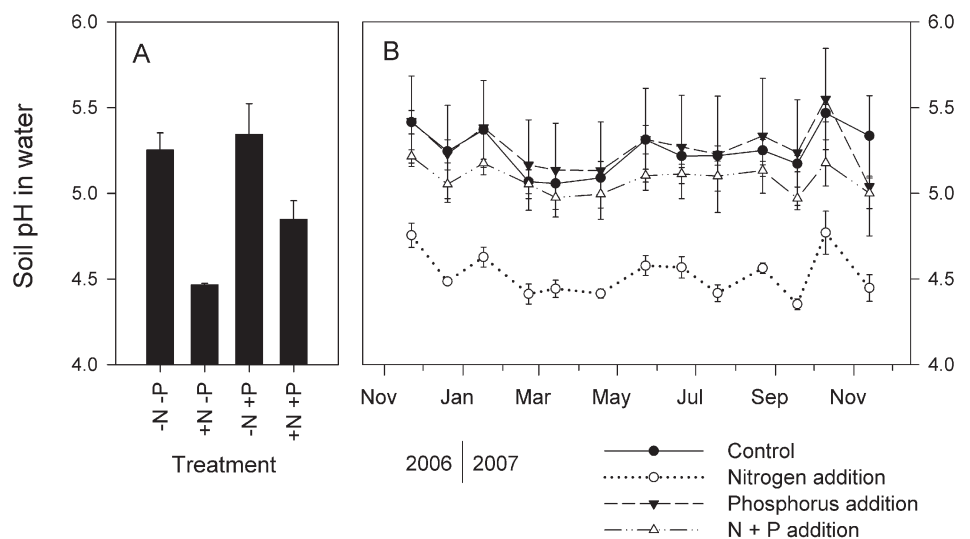 6.0
5.5
5.0
4.5
4.0
Soil pH in water
A
-N -P
+N -P
-N +P
+N +P
Treatment
B
6.0
5.5
5.0
4.5
4.0
Nov Jan Mar May Jul Sep Nov
2006 2007
Control
Nitrogen addition
Phosphorus addition
N + P addition